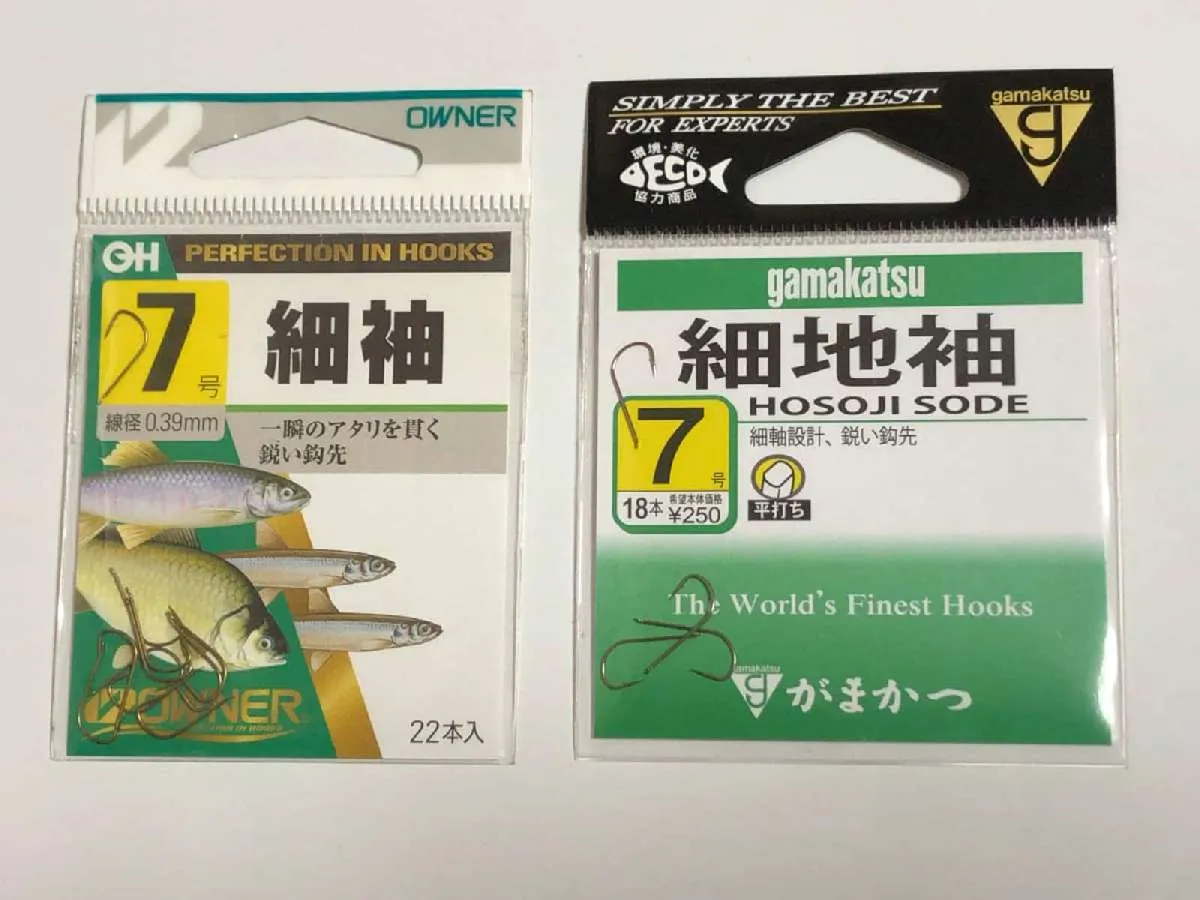 OWNER
OH PERFECTION IN HOOKS
7号
細袖
線径0.39mm
一瞬のアタリを貫く
鋭い鈎先
OWNER
22本入
SIMPLY THE BEST
FOR EXPERTS
gamakatsu
環境・美化
ECO
協力商品
gamakatsu
細地袖
HOSOJI SODE
7号
細軸設計、鋭い鈎先
18本 希望本体価格
¥250
平打ち
The World's Finest Hooks
gamakatsu
がまかつ